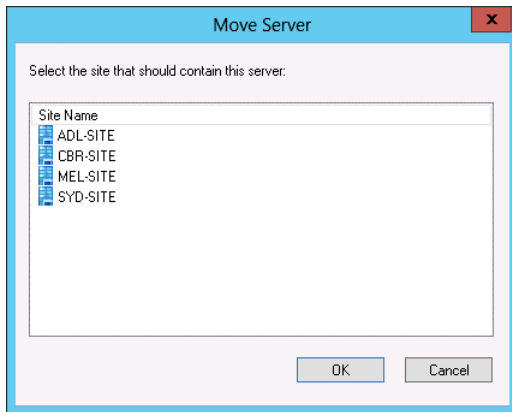 Move Server
x
Select the site that should contain this server:
Site Name
ADL-SITE
CBR-SITE
MEL-SITE
SYD-SITE
OK Cancel